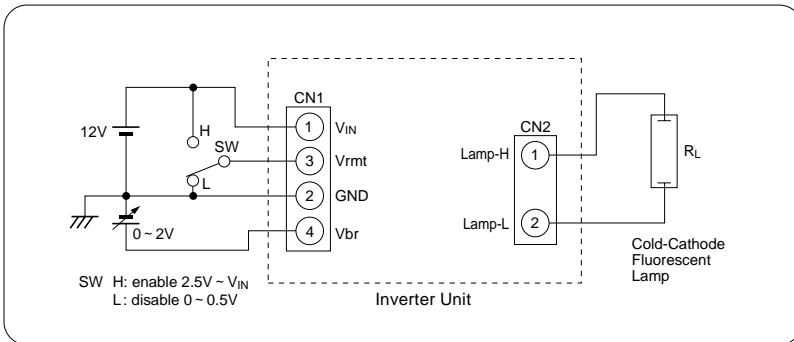 CN1
12V
H
SW
L
1 VIN
3 Vrmt
2 GND
4 Vbr
0 ~ 2V
SW H: enable 2.5V ~ VIN
L: disable 0 ~ 0.5V
Inverter Unit
CN2
Lamp-H 1
Lamp-L 2
RL
Cold-Cathode
Fluorescent
Lamp